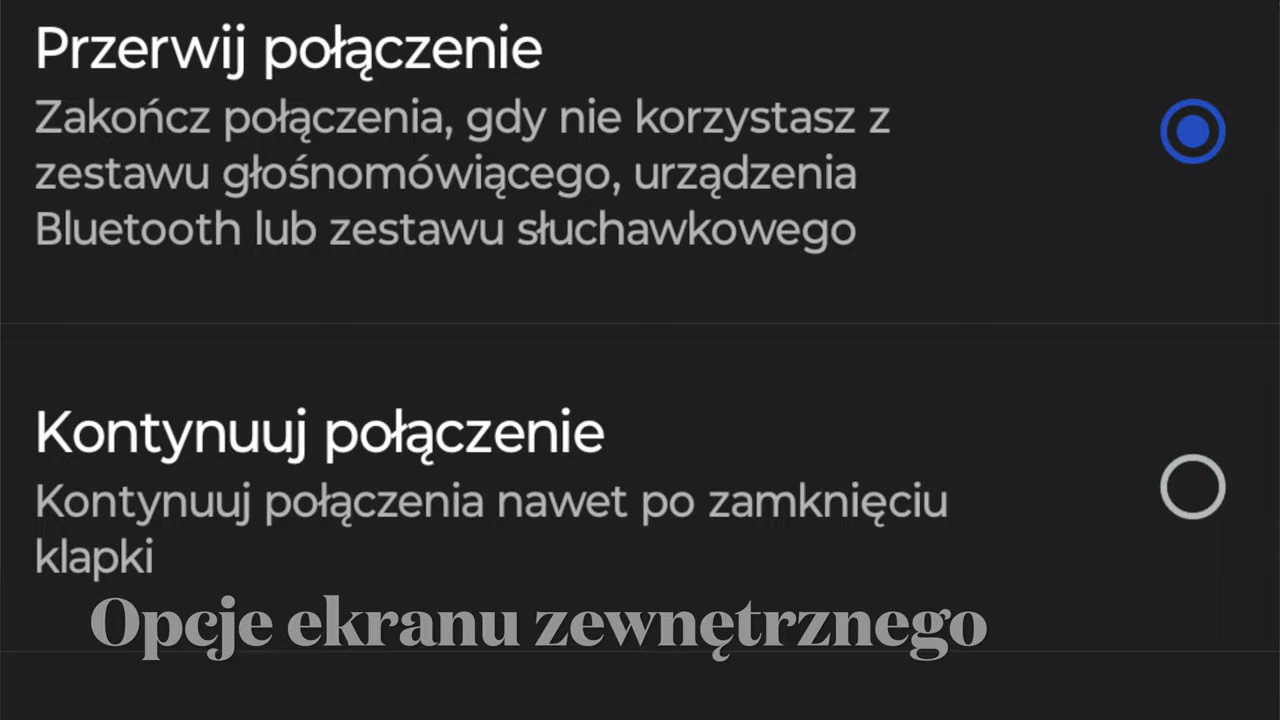 Przerwij połączenie
Zakończ połączenia, gdy nie korzystasz z
zestawu głośnomówiącego, urządzenia
Bluetooth lub zestawu słuchawkowego
Kontynuuj połączenie
Kontynuuj połączenia nawet po zamknięciu
klapki
Opcje ekranu zewnętrznego